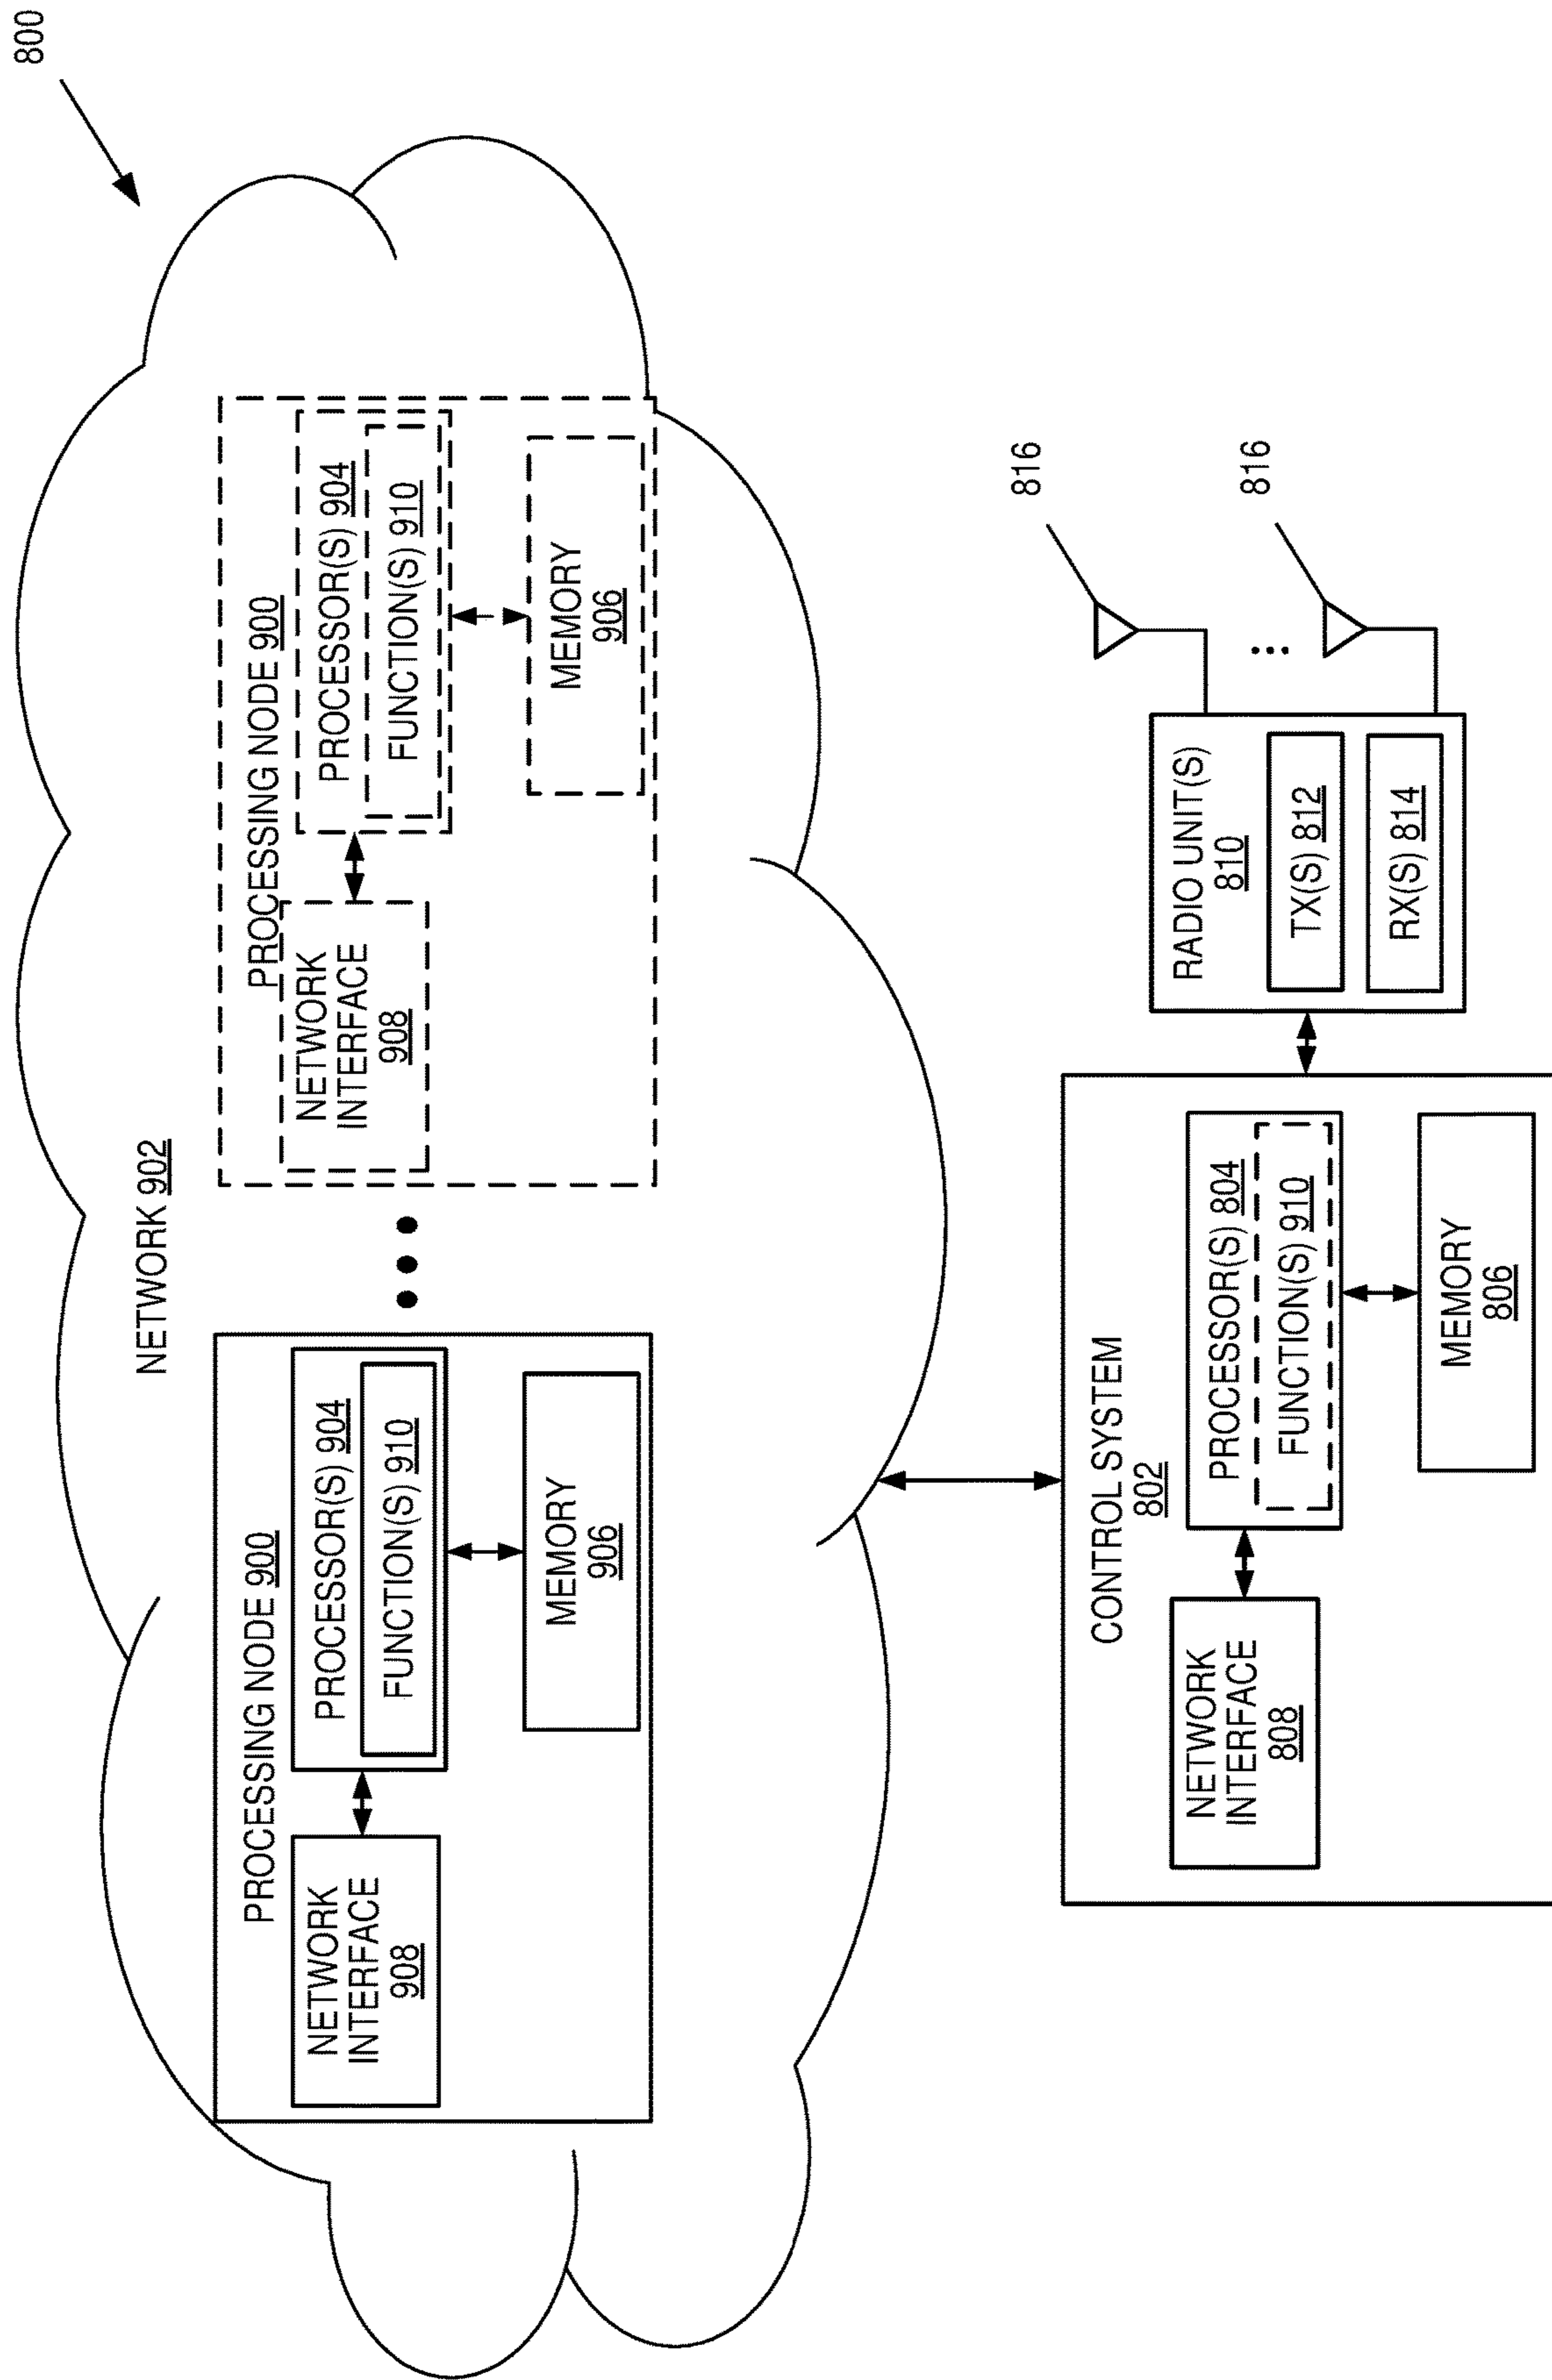 800
NETWORK 902
PROCESSING NODE 900
NETWORK
INTERFACE
908
PROCESSOR(S) 904
FUNCTION(S) 910
MEMORY
906
PROCESSING NODE 900
NETWORK
INTERFACE
908
PROCESSOR(S) 904
FUNCTION(S) 910
MEMORY
906
CONTROL SYSTEM
802
NETWORK
INTERFACE
808
PROCESSOR(S) 804
FUNCTION(S) 910
MEMORY
806
RADIO UNIT(S)
810
TX(S) 812
RX(S) 814
816
816